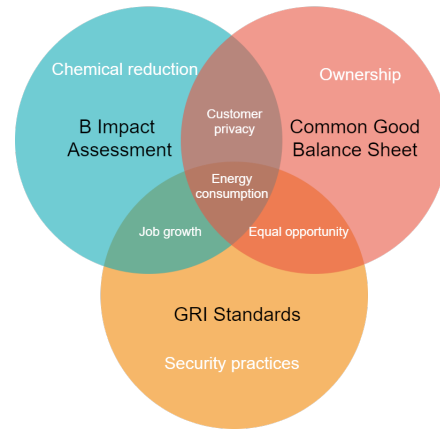 Chemical reduction
Ownership
Customer
privacy
B Impact
Assessment
Common Good
Balance Sheet
Energy
consumption
Job growth
Equal opportunity
GRI Standards
Security practices